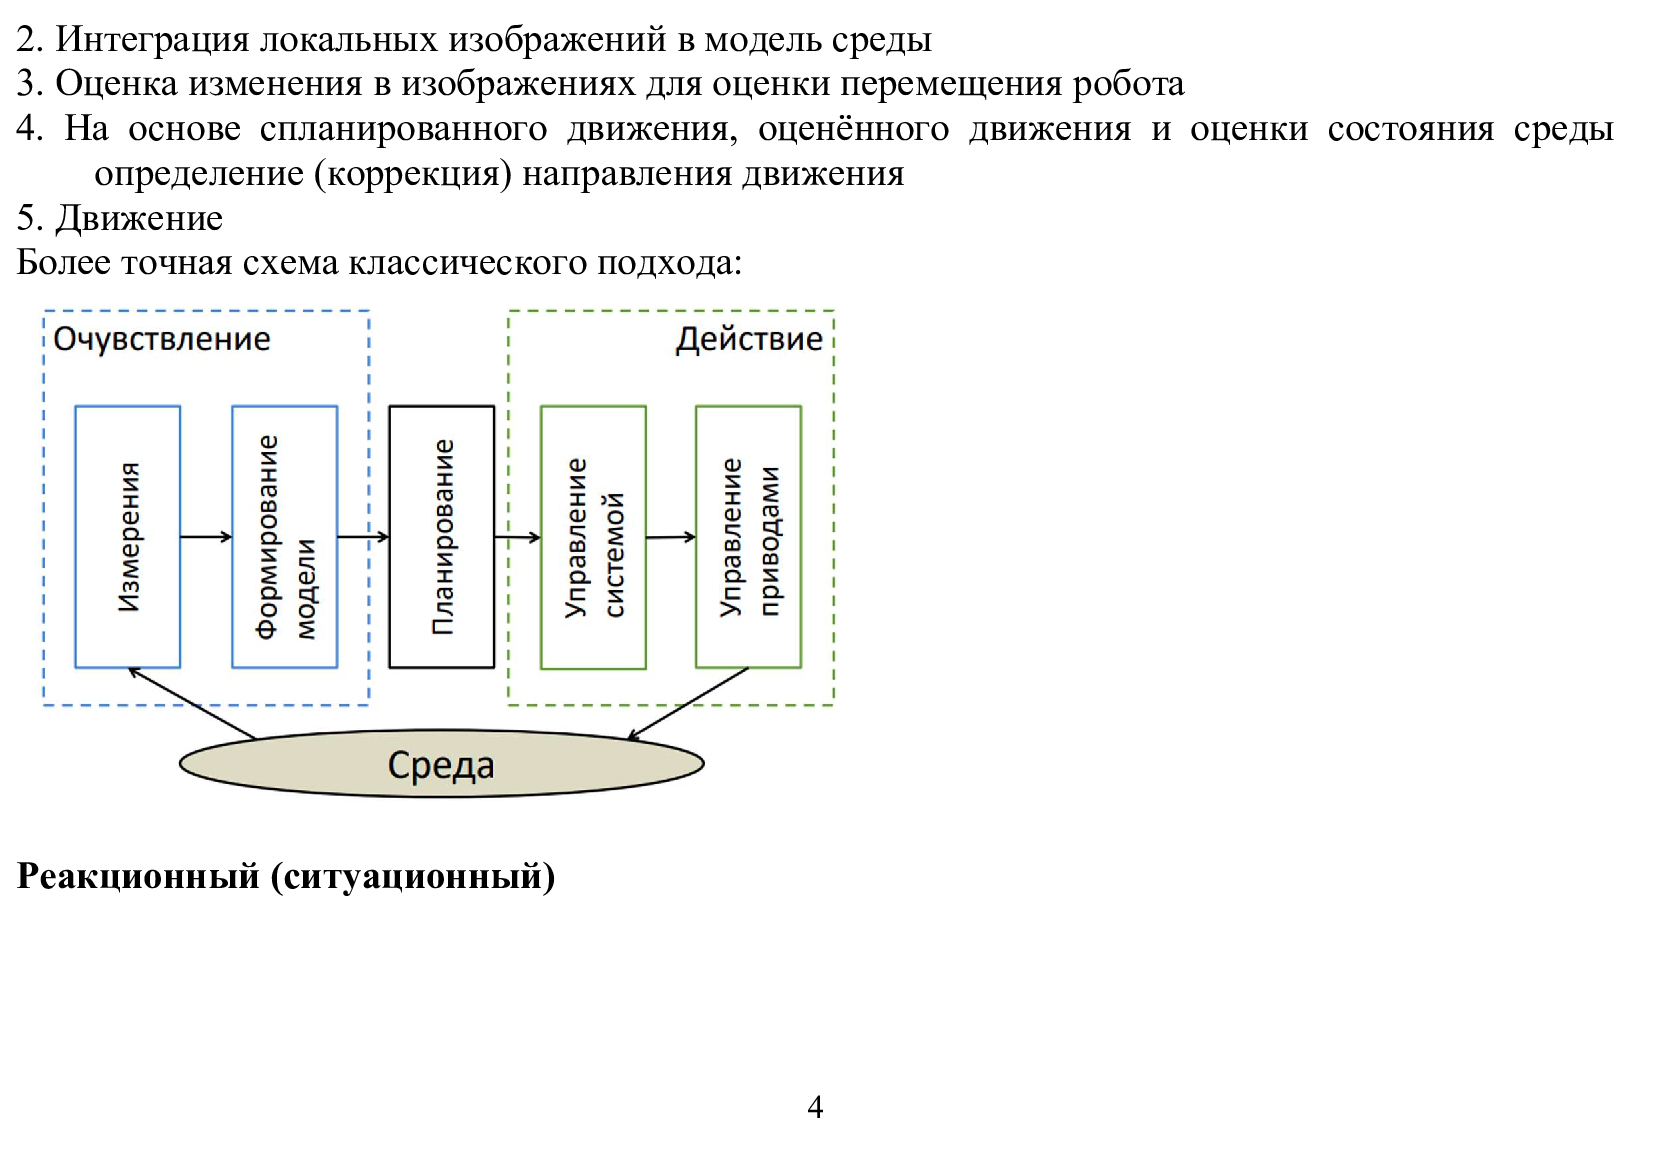 2. Интеграция локальных изображений в модель среды
3. Оценка изменения в изображениях для оценки перемещения робота
4. На основе спланированного движения, оценённого движения и оценки состояния среды
определение (коррекция) направления движения
5. Движение
Более точная схема классического подхода:
Очувствление
Действие
Измерения
Формирование
модели
Планирование
Управление
системой
Управление
приводами
Среда
Реакционный (ситуационный)
4